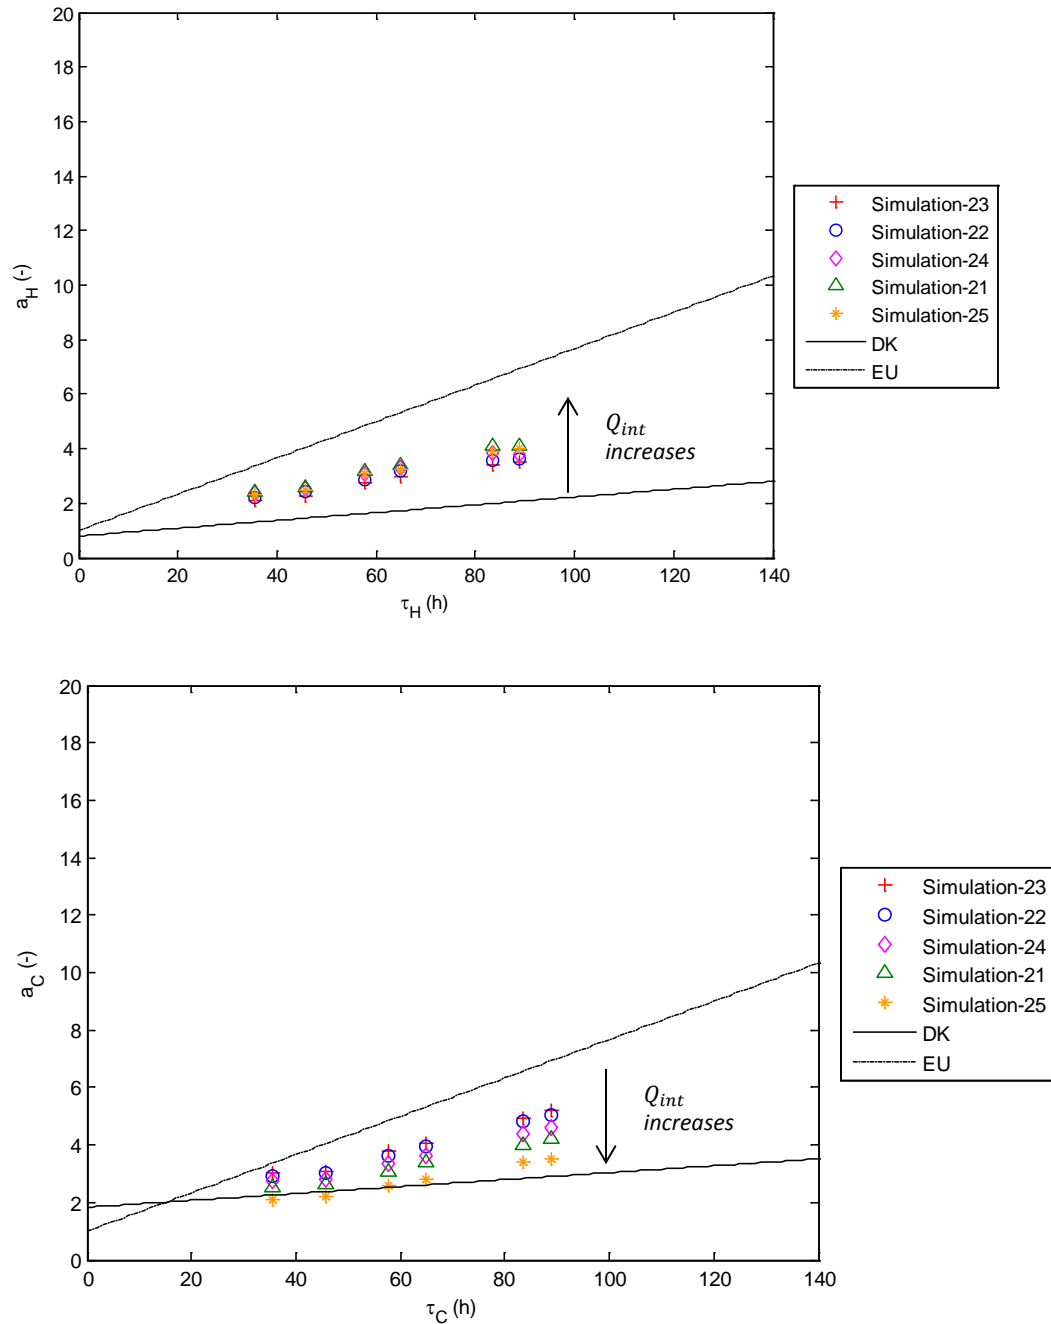 20
18
16
14
12
10
8
6
4
2
0
a_H (-)
Q_int
increases
0 20 40 60 80 100 120 140
τ_H (h)
Simulation-23
Simulation-22
Simulation-24
Simulation-21
Simulation-25
DK
EU
20
18
16
14
12
10
8
6
4
2
0
a_C (-)
Q_int
increases
0 20 40 60 80 100 120 140
τ_C (h)
Simulation-23
Simulation-22
Simulation-24
Simulation-21
Simulation-25
DK
EU